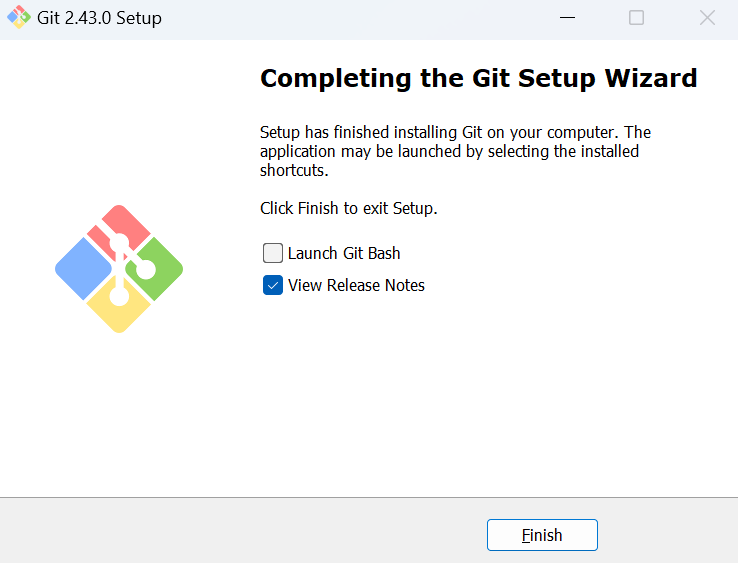 Git 2.43.0 Setup
Completing the Git Setup Wizard
Setup has finished installing Git on your computer. The
application may be launched by selecting the installed
shortcuts.
Click Finish to exit Setup.
Launch Git Bash
View Release Notes
Finish